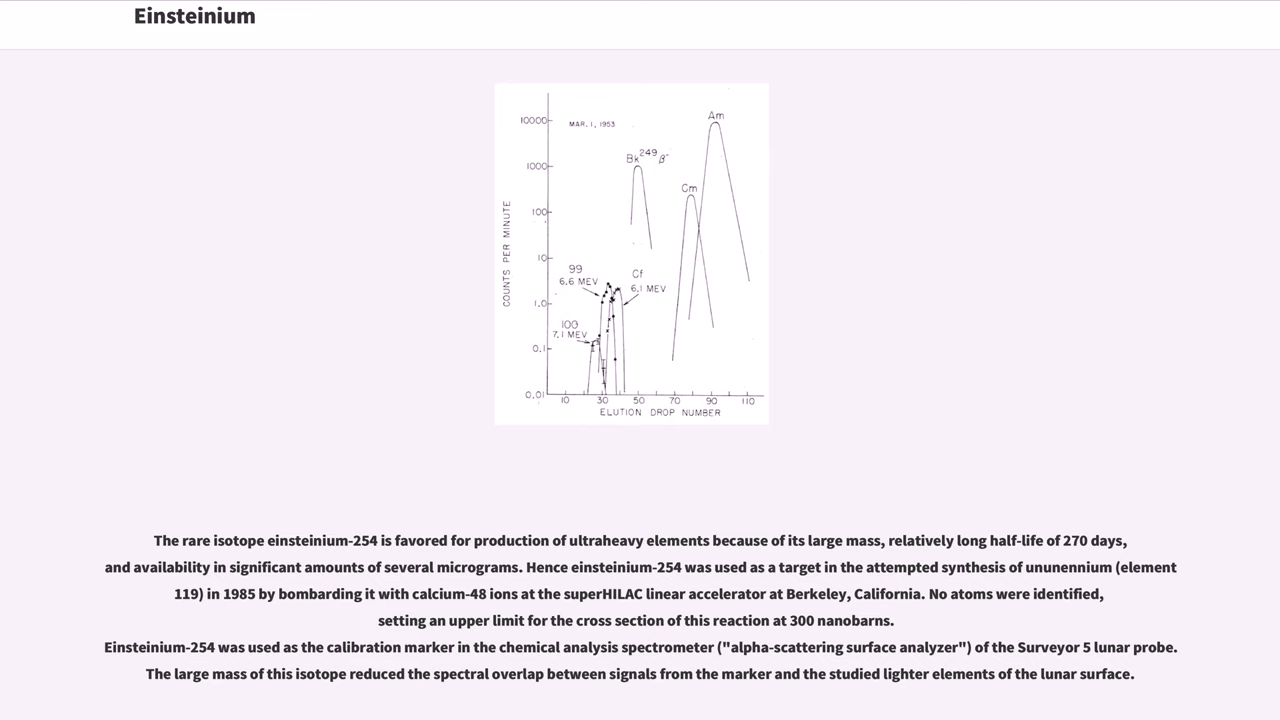 Einsteinium
MAR. 1, 1953
Am
Bk249 β-
Cm
99
6.6 MEV
Cf
6.1 MEV
100
7.1 MEV
COUNTS PER MINUTE
10000
1000
100
10
1.0
0.1
0.01
10 30 50 70 90 110
ELUTION DROP NUMBER
The rare isotope einsteinium-254 is favored for production of ultraheavy elements because of its large mass, relatively long half-life of 270 days,
and availability in significant amounts of several micrograms. Hence einsteinium-254 was used as a target in the attempted synthesis of ununennium (element
119) in 1985 by bombarding it with calcium-48 ions at the superHILAC linear accelerator at Berkeley, California. No atoms were identified,
setting an upper limit for the cross section of this reaction at 300 nanobarns.
Einsteinium-254 was used as the calibration marker in the chemical analysis spectrometer ("alpha-scattering surface analyzer") of the Surveyor 5 lunar probe.
The large mass of this isotope reduced the spectral overlap between signals from the marker and the studied lighter elements of the lunar surface.